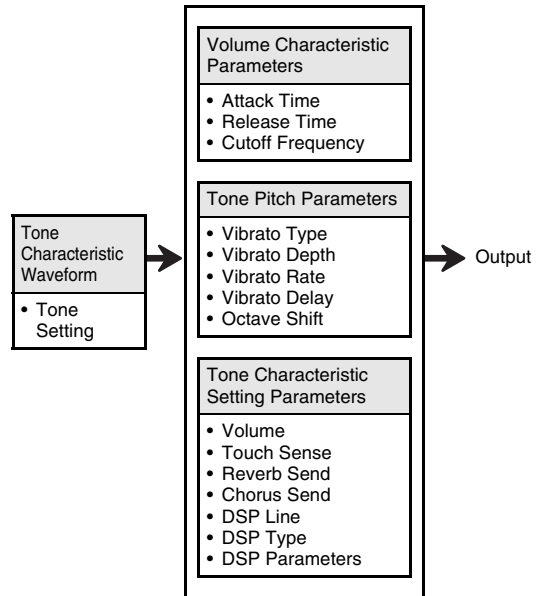 Tone
Characteristic
Waveform
• Tone
Setting
Volume Characteristic
Parameters
• Attack Time
• Release Time
• Cutoff Frequency
Tone Pitch Parameters
• Vibrato Type
• Vibrato Depth
• Vibrato Rate
• Vibrato Delay
• Octave Shift
Tone Characteristic
Setting Parameters
• Volume
• Touch Sense
• Reverb Send
• Chorus Send
• DSP Line
• DSP Type
• DSP Parameters
Output